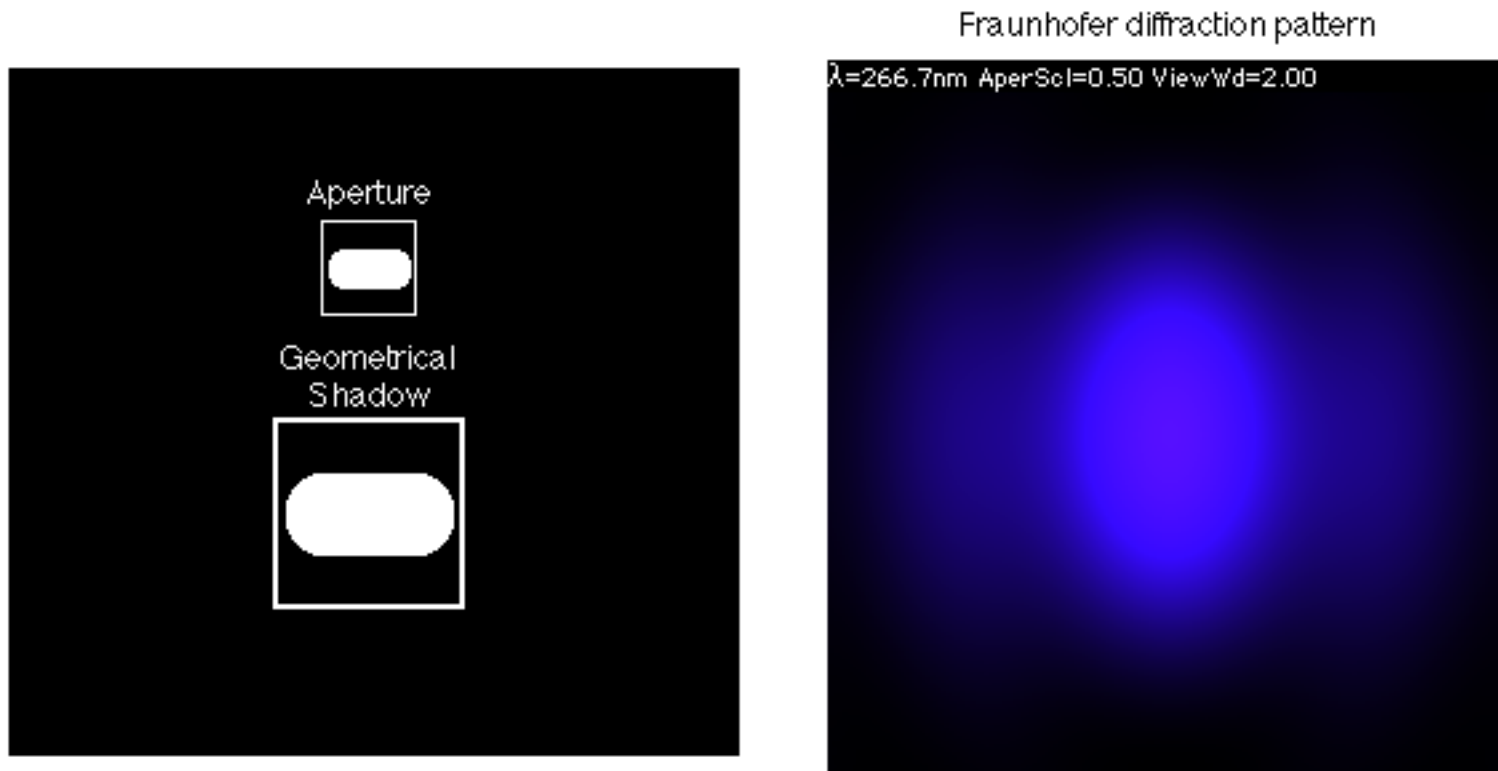 Fraunhofer diffraction pattern
λ=266.7nm AperScl=0.50 ViewWd=2.00
Aperture
Geometrical
Shadow